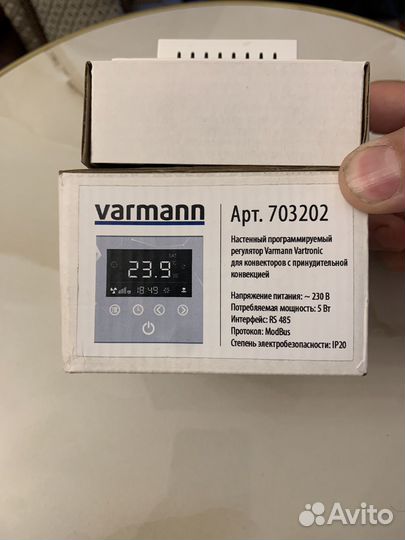 varmann
Арт. 703202
23.9
18:49
Настенный программируемый
регулятор Varmann Vartronic
для конвекторов с принудительной
конвекцией
Напряжение питания: ~ 230 В
Потребляемая мощность: 5 Вт
Интерфейс: RS 485
Протокол: ModBus
Степень электробезопасности: IP20
Avito